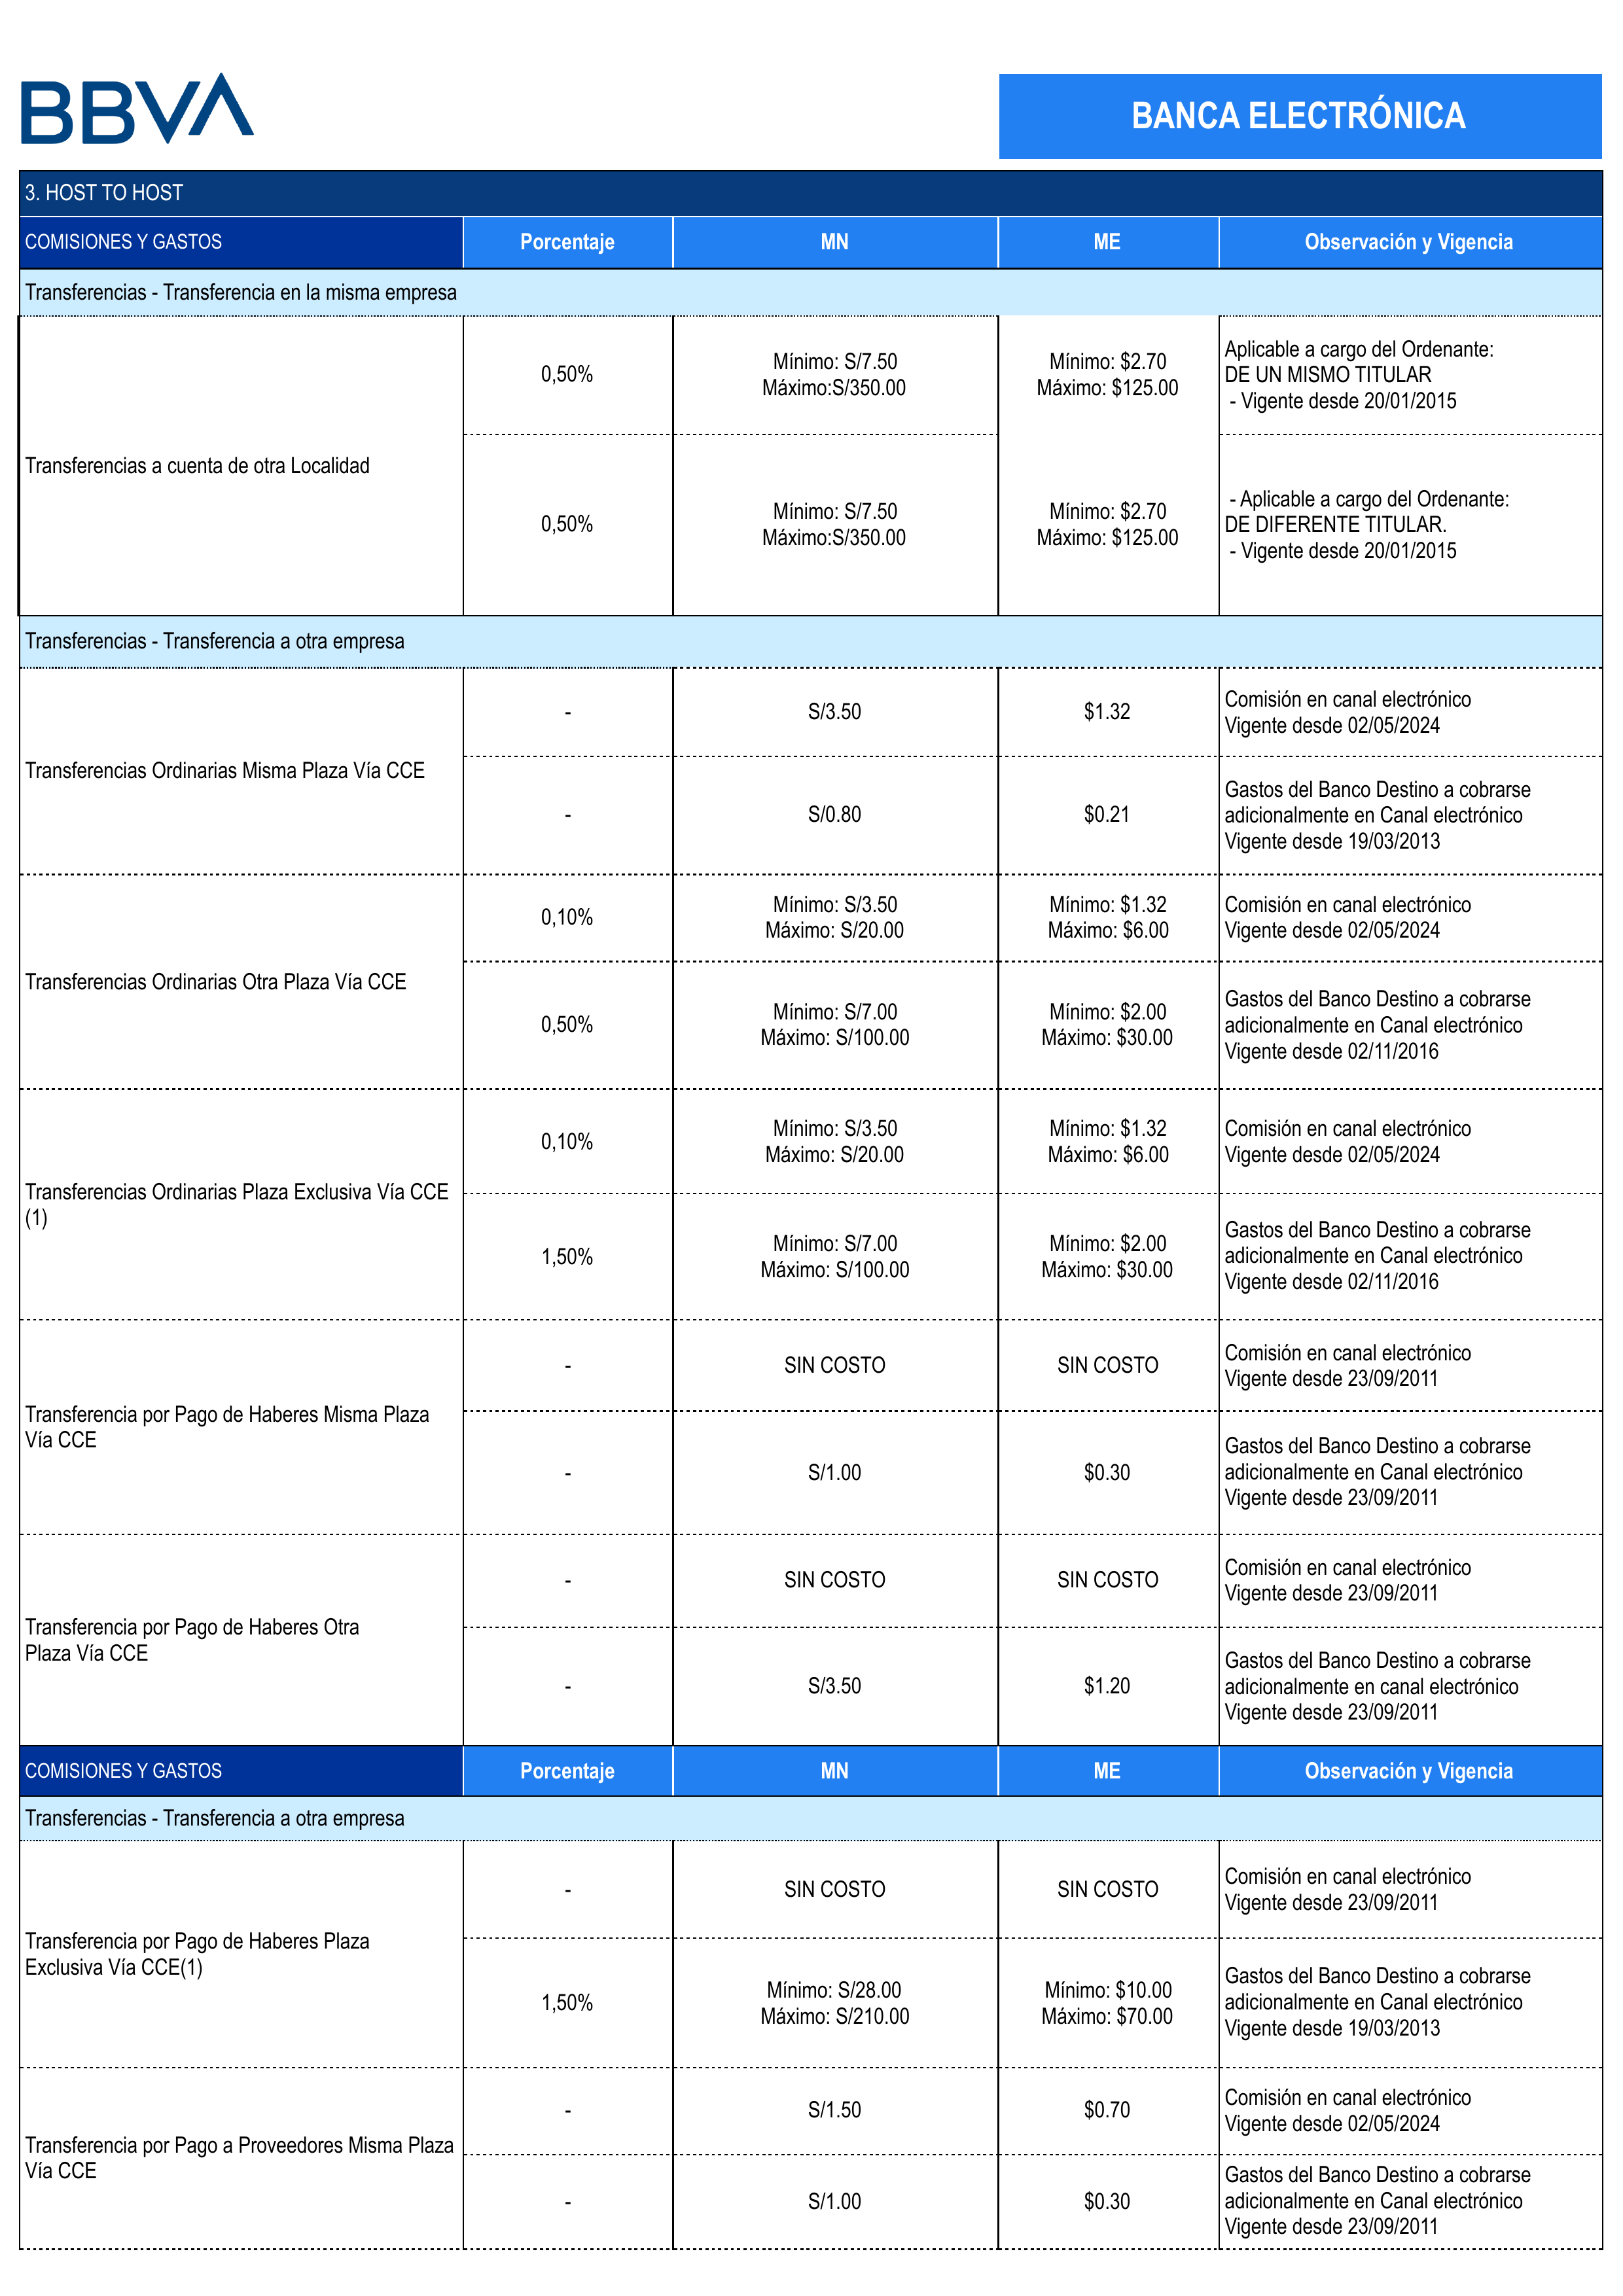 BBVA
BANCA ELECTRÓNICA
3. HOST TO HOST
COMISIONES Y GASTOS Porcentaje MN ME Observación y Vigencia
Transferencias - Transferencia en la misma empresa
Transferencias a cuenta de otra Localidad
0,50%
Mínimo: S/7.50
Máximo:S/350.00
Mínimo: $2.70
Máximo: $125.00
Aplicable a cargo del Ordenante:
DE UN MISMO TITULAR
- Vigente desde 20/01/2015
0,50%
Mínimo: S/7.50
Máximo:S/350.00
Mínimo: $2.70
Máximo: $125.00
- Aplicable a cargo del Ordenante:
DE DIFERENTE TITULAR.
- Vigente desde 20/01/2015
Transferencias - Transferencia a otra empresa
Transferencias Ordinarias Misma Plaza Vía CCE
-
S/3.50
$1.32
Comisión en canal electrónico
Vigente desde 02/05/2024
-
S/0.80
$0.21
Gastos del Banco Destino a cobrarse
adicionalmente en Canal electrónico
Vigente desde 19/03/2013
Transferencias Ordinarias Otra Plaza Vía CCE
0,10%
Mínimo: S/3.50
Máximo: S/20.00
Mínimo: $1.32
Máximo: $6.00
Comisión en canal electrónico
Vigente desde 02/05/2024
0,50%
Mínimo: S/7.00
Máximo: S/100.00
Mínimo: $2.00
Máximo: $30.00
Gastos del Banco Destino a cobrarse
adicionalmente en Canal electrónico
Vigente desde 02/11/2016
Transferencias Ordinarias Plaza Exclusiva Vía CCE
(1)
0,10%
Mínimo: S/3.50
Máximo: S/20.00
Mínimo: $1.32
Máximo: $6.00
Comisión en canal electrónico
Vigente desde 02/05/2024
1,50%
Mínimo: S/7.00
Máximo: S/100.00
Mínimo: $2.00
Máximo: $30.00
Gastos del Banco Destino a cobrarse
adicionalmente en Canal electrónico
Vigente desde 02/11/2016
Transferencia por Pago de Haberes Misma Plaza
Vía CCE
-
SIN COSTO
SIN COSTO
Comisión en canal electrónico
Vigente desde 23/09/2011
-
S/1.00
$0.30
Gastos del Banco Destino a cobrarse
adicionalmente en Canal electrónico
Vigente desde 23/09/2011
Transferencia por Pago de Haberes Otra
Plaza Vía CCE
-
SIN COSTO
SIN COSTO
Comisión en canal electrónico
Vigente desde 23/09/2011
-
S/3.50
$1.20
Gastos del Banco Destino a cobrarse
adicionalmente en canal electrónico
Vigente desde 23/09/2011
COMISIONES Y GASTOS Porcentaje MN ME Observación y Vigencia
Transferencias - Transferencia a otra empresa
Transferencia por Pago de Haberes Plaza
Exclusiva Vía CCE(1)
-
SIN COSTO
SIN COSTO
Comisión en canal electrónico
Vigente desde 23/09/2011
1,50%
Mínimo: S/28.00
Máximo: S/210.00
Mínimo: $10.00
Máximo: $70.00
Gastos del Banco Destino a cobrarse
adicionalmente en Canal electrónico
Vigente desde 19/03/2013
Transferencia por Pago a Proveedores Misma Plaza
Vía CCE
-
S/1.50
$0.70
Comisión en canal electrónico
Vigente desde 02/05/2024
-
S/1.00
$0.30
Gastos del Banco Destino a cobrarse
adicionalmente en Canal electrónico
Vigente desde 23/09/2011